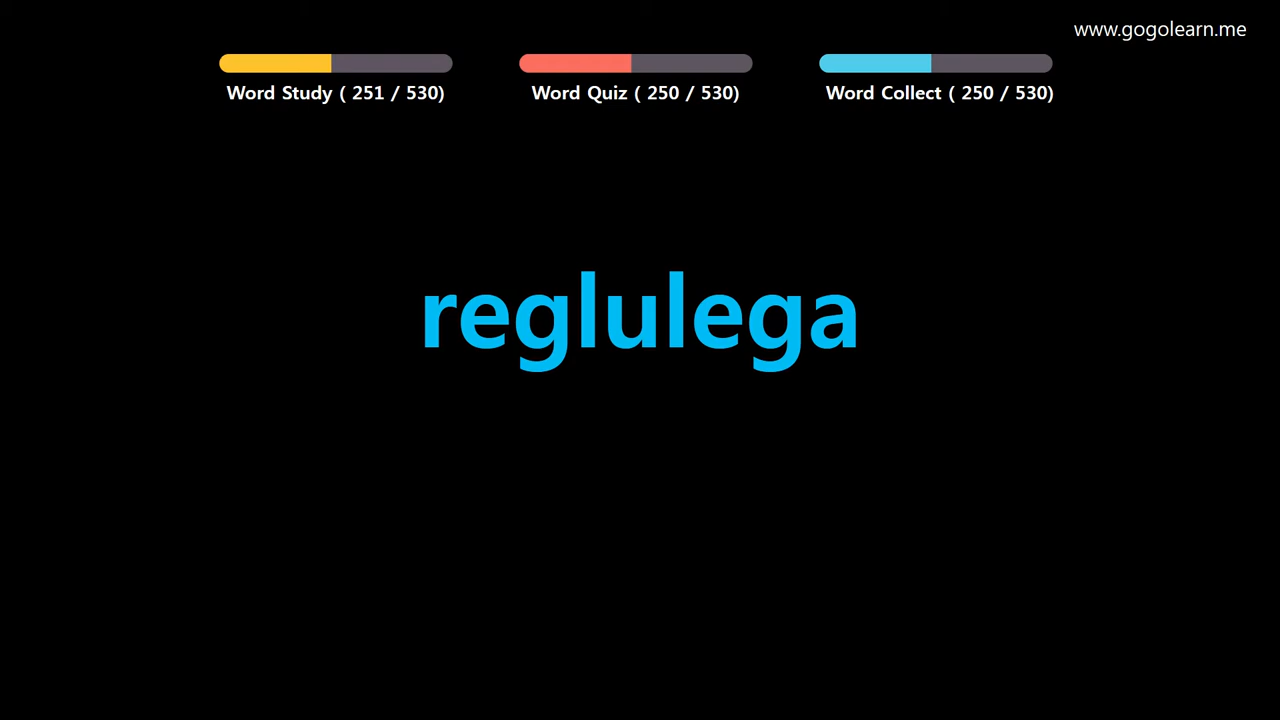 www.gogolearn.me
Word Study ( 251 / 530)
Word Quiz ( 250 / 530)
Word Collect ( 250 / 530)
reglulega